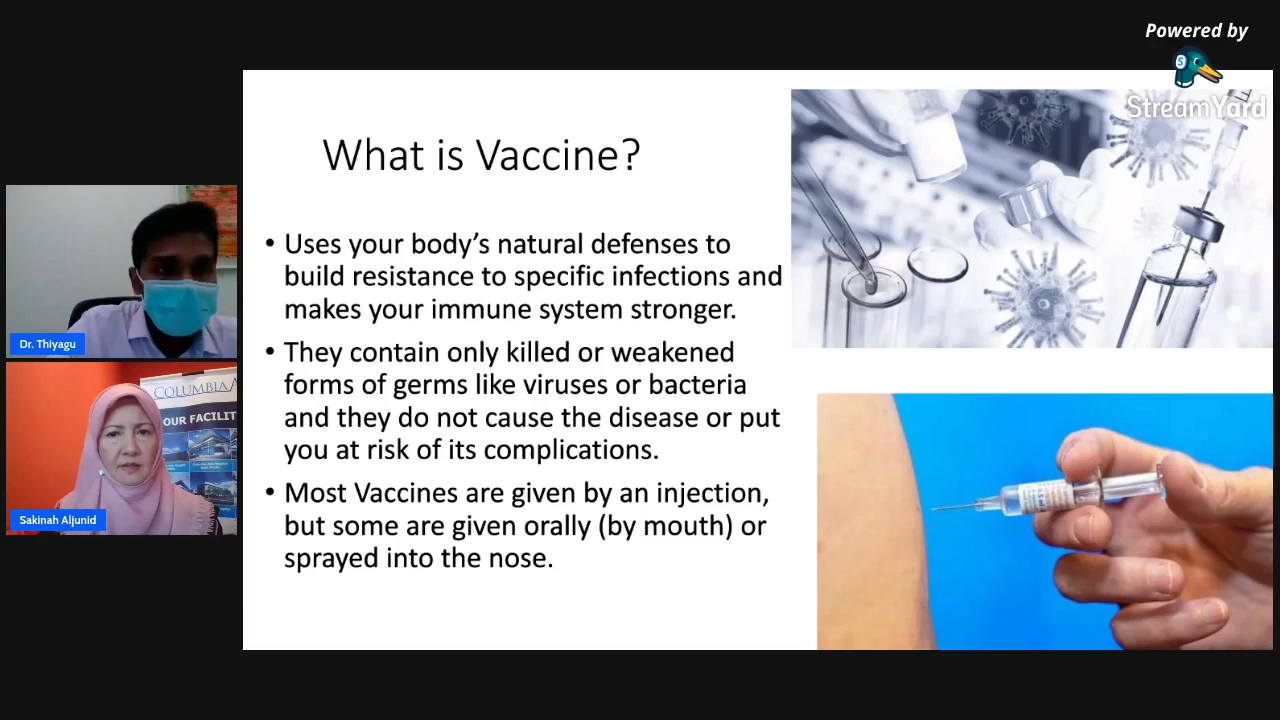 Powered by
StreamYard
What is Vaccine?
• Uses your body’s natural defenses to
build resistance to specific infections and
makes your immune system stronger.
• They contain only killed or weakened
forms of germs like viruses or bacteria
and they do not cause the disease or put
you at risk of its complications.
• Most Vaccines are given by an injection,
but some are given orally (by mouth) or
sprayed into the nose.
Dr. Thiyagu
COLUMBIA A
OUR FACILIT
Sakinah Aljunid